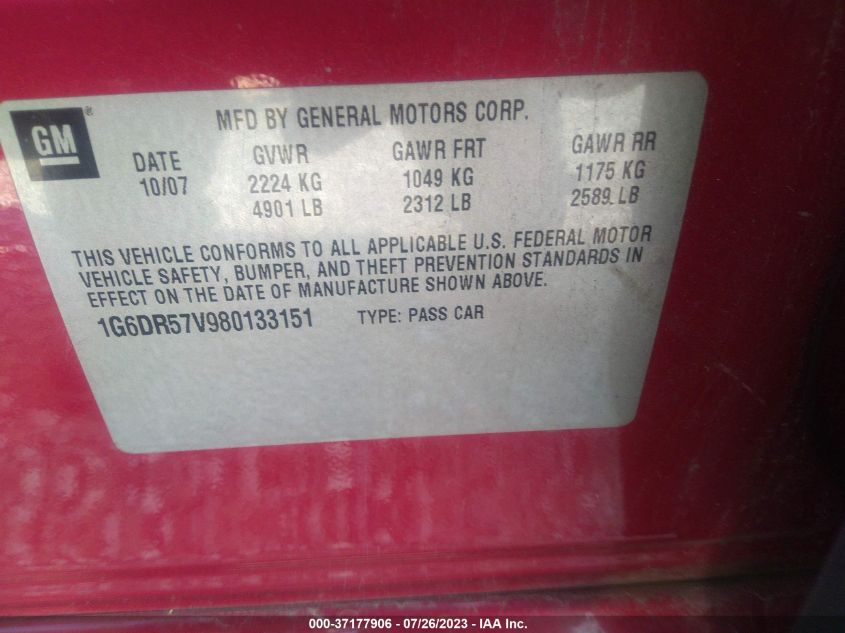 GM®
MFD BY GENERAL MOTORS CORP.
DATE GVWR GAWR FRT GAWR RR
10/07 2224 KG 1049 KG 1175 KG
4901 LB 2312 LB 2589 LB
THIS VEHICLE CONFORMS TO ALL APPLICABLE U.S. FEDERAL MOTOR
VEHICLE SAFETY, BUMPER, AND THEFT PREVENTION STANDARDS IN
EFFECT ON THE DATE OF MANUFACTURE SHOWN ABOVE.
1G6DR57V980133151 TYPE: PASS CAR
000-37177906 - 07/26/2023 - IAA Inc.